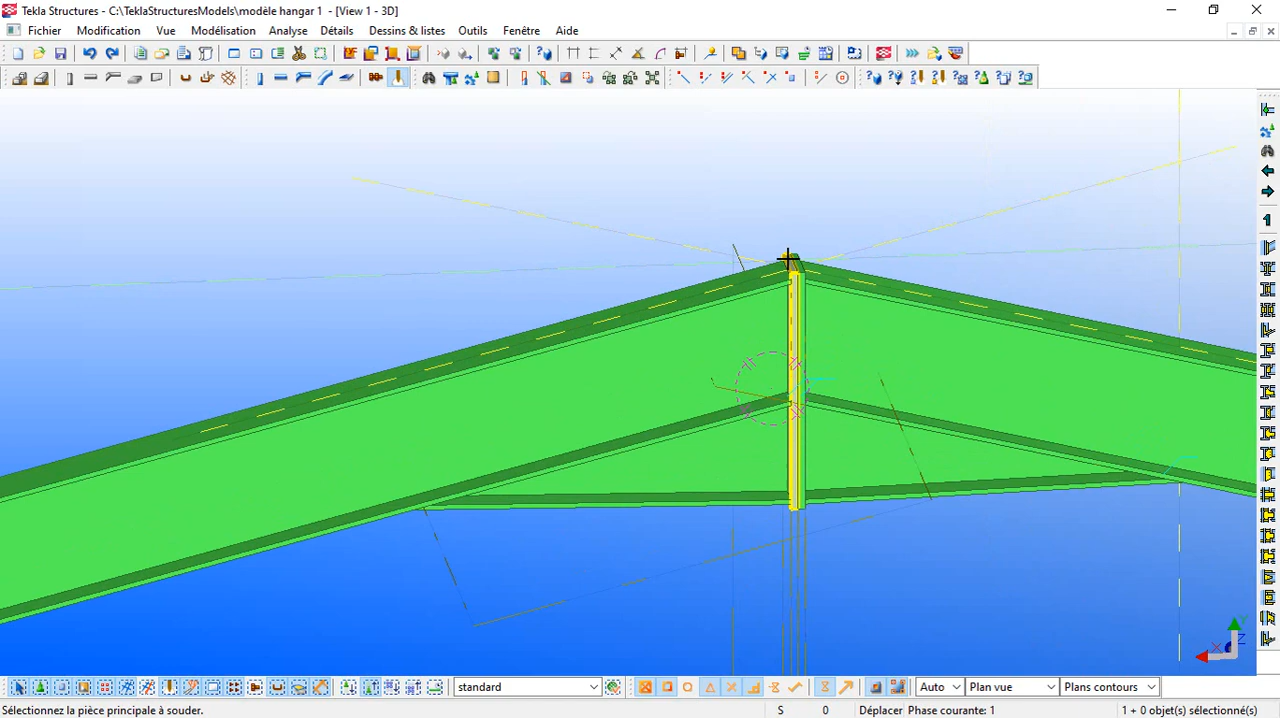 Tekla Structures - C:\TeklaStructuresModels\modèle hangar 1 - [View 1 - 3D]
Fichier Modification Vue Modélisation Analyse Détails Dessins & listes Outils Fenêtre Aide
standard Auto Plan vue Plans contours
Sélectionnez la pièce principale à souder. S 0 Déplacer Phase courante: 1 1 + 0 objet(s) sélectionné(s)